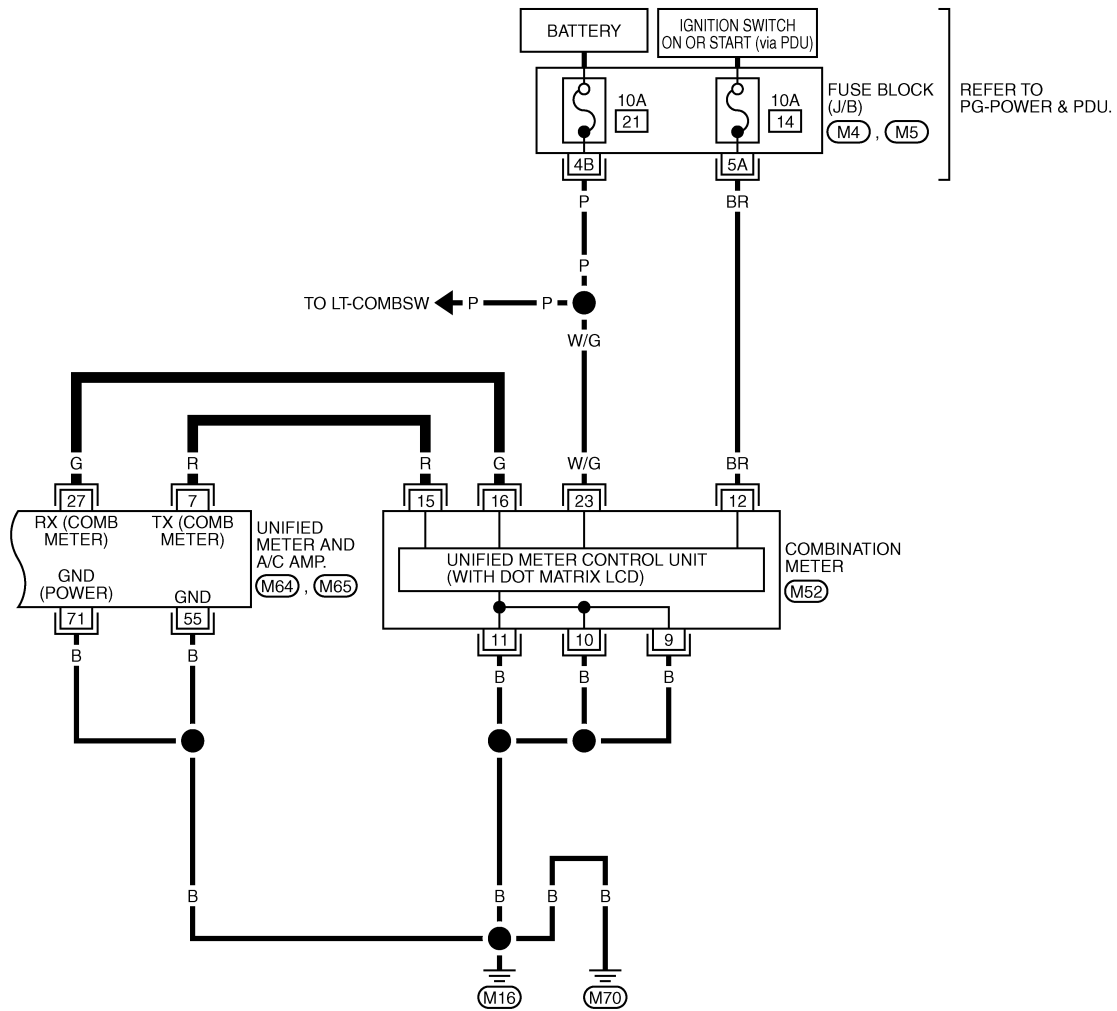 BATTERY
IGNITION SWITCH
ON OR START (via PDU)
10A
21
10A
14
FUSE BLOCK
(J/B)
M4 , M5
REFER TO
PG-POWER & PDU.
4B
5A
P
BR
P
TO LT-COMBSW
P
P
W/G
G
R
R
G
W/G
BR
27
7
15
16
23
12
RX (COMB
METER)
TX (COMB
METER)
GND
(POWER)
GND
UNIFIED
METER AND
A/C AMP.
M64 , M65
UNIFIED METER CONTROL UNIT
(WITH DOT MATRIX LCD)
COMBINATION
METER
M52
71
55
11
10
9
B
B
B
B
B
B
B
B
B
M16
M70